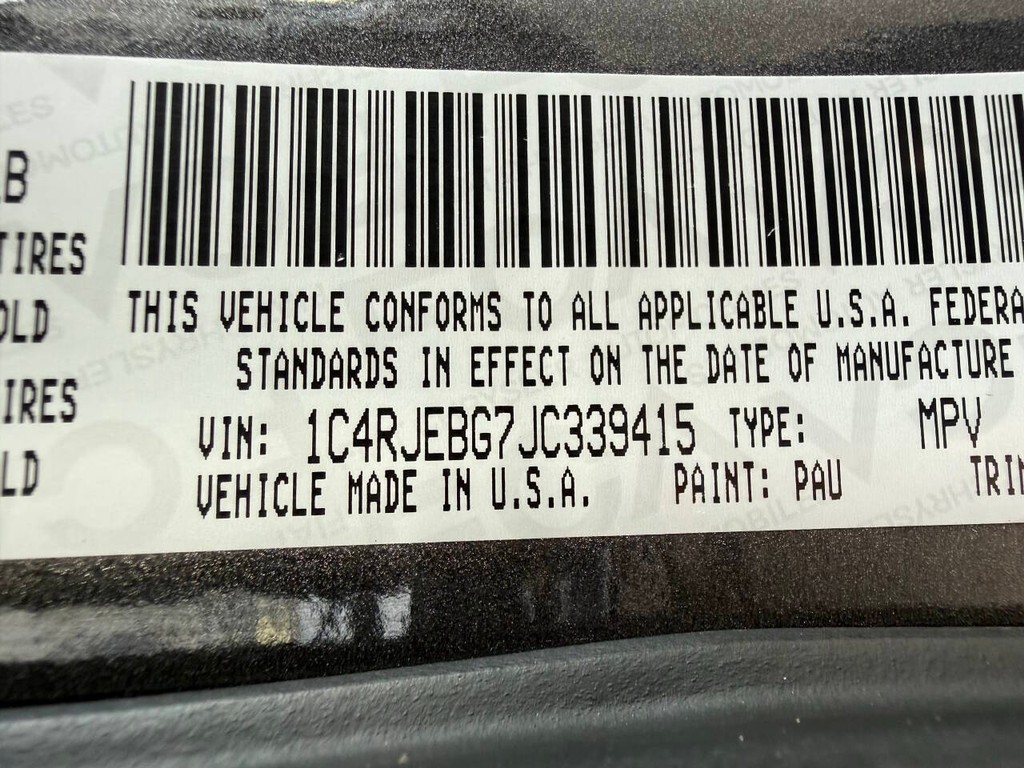 B
TIRES
OLD
IRES
LD
THIS VEHICLE CONFORMS TO ALL APPLICABLE U.S.A. FEDERA
STANDARDS IN EFFECT ON THE DATE OF MANUFACTURE
VIN: 1C4RJEBG7JC339415 TYPE: MPV
VEHICLE MADE IN U.S.A. PAINT: PAU TRIM